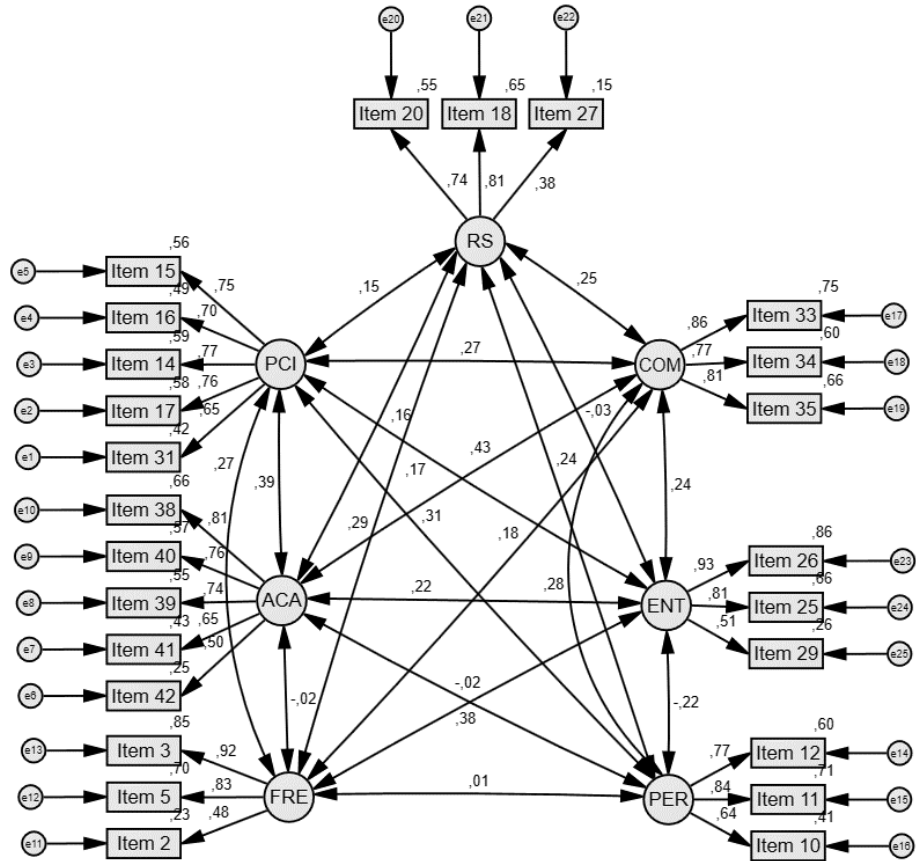 e20 e21 e22
,55 ,65 ,15
Item 20 Item 18 Item 27
,74 ,81 ,38
RS
,56
e5 Item 15 ,75
,49
e4 Item 16 ,70
,59
e3 Item 14 ,77
,58
e2 Item 17 ,76
,42
e1 Item 31 ,65
PCI
,15 ,25
,27
,75
,86 Item 33 e17
,60
,77 Item 34 e18
,66
,81 Item 35 e19
COM
,16 -,03
,43
,27 ,39 ,17 ,24
,31
,29 ,18 ,24
,66
e10 Item 38 ,81
,57
e9 Item 40 ,76
,55
e8 Item 39 ,74
,43
e7 Item 41 ,65
,25
e6 Item 42 ,50
ACA
,22 ,28
,86
,93 Item 26 e23
,66
,81 Item 25 e24
,26
,51 Item 29 e25
ENT
-,02 -,02 -,22
,38
,85
e13 Item 3 ,92
,70
e12 Item 5 ,83
,23
e11 Item 2 ,48
FRE
,01
,60
,77 Item 12 e14
,71
,84 Item 11 e15
,41
,64 Item 10 e16
PER